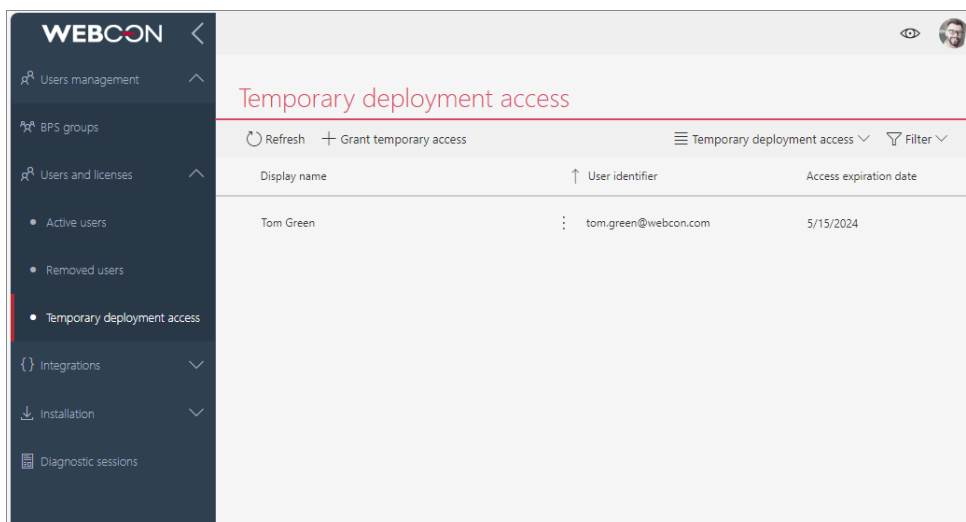 WEBCON
Users management
BPS groups
Users and licenses
Active users
Removed users
Temporary deployment access
{ } Integrations
Installation
Diagnostic sessions
Temporary deployment access
Refresh + Grant temporary access Temporary deployment access Filter
Display name ↑ User identifier Access expiration date
Tom Green ⋮ tom.green@webcon.com 5/15/2024